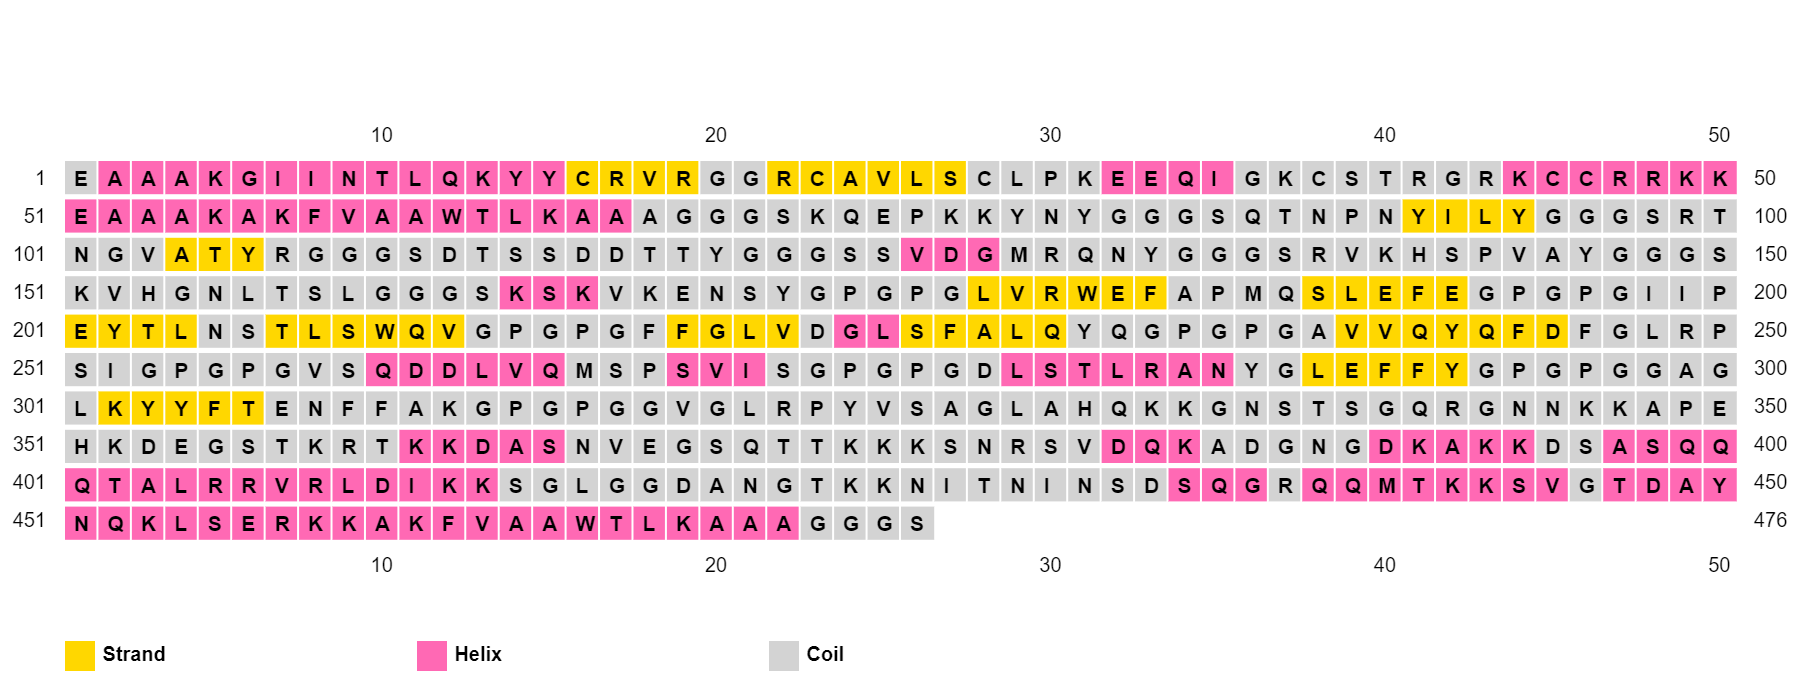 10 20 30 40 50
1 E A A A K G I I N T L Q K Y Y C R V R G G R C A V L S C L P K E E Q I G K C S T R G R K C C R R K K 50
51 E A A A K A K F V A A W T L K A A A G G G S K Q E P K K Y N Y G G G S Q T N P N Y I L Y G G G S R T 100
101 N G V A T Y R G G G S D T S S D D T T Y G G G S S V D G M R Q N Y G G G S R V K H S P V A Y G G G S 150
151 K V H G N L T S L G G G S K S K V K E N S Y G P G P G L V R W E F A P M Q S L E F E G P G P G I I P 200
201 E Y T L N S T L S W Q V G P G P G F F G L V D G L S F A L Q Y Q G P G P G A V V Q Y Q F D F G L R P 250
251 S I G P G P G V S Q D D L V Q M S P S V I S G P G P G D L S T L R A N Y G L E F F Y G P G P G G A G 300
301 L K Y Y F T E N F F A K G P G P G G V G L R P Y V S A G L A H Q K K G N S T S G Q R G N N K K A P E 350
351 H K D E G S T K R T K K D A S N V E G S Q T T K K K S N R S V D Q K A D G N G D K A K K D S A S Q Q 400
401 Q T A L R R V R L D I K K S G L G G D A N G T K K N I T N I N S D S Q G R Q Q M T K K S V G T D A Y 450
451 N Q K L S E R K K A K F V A A W T L K A A A G G G S 476
10 20 30 40 50
Strand Helix Coil